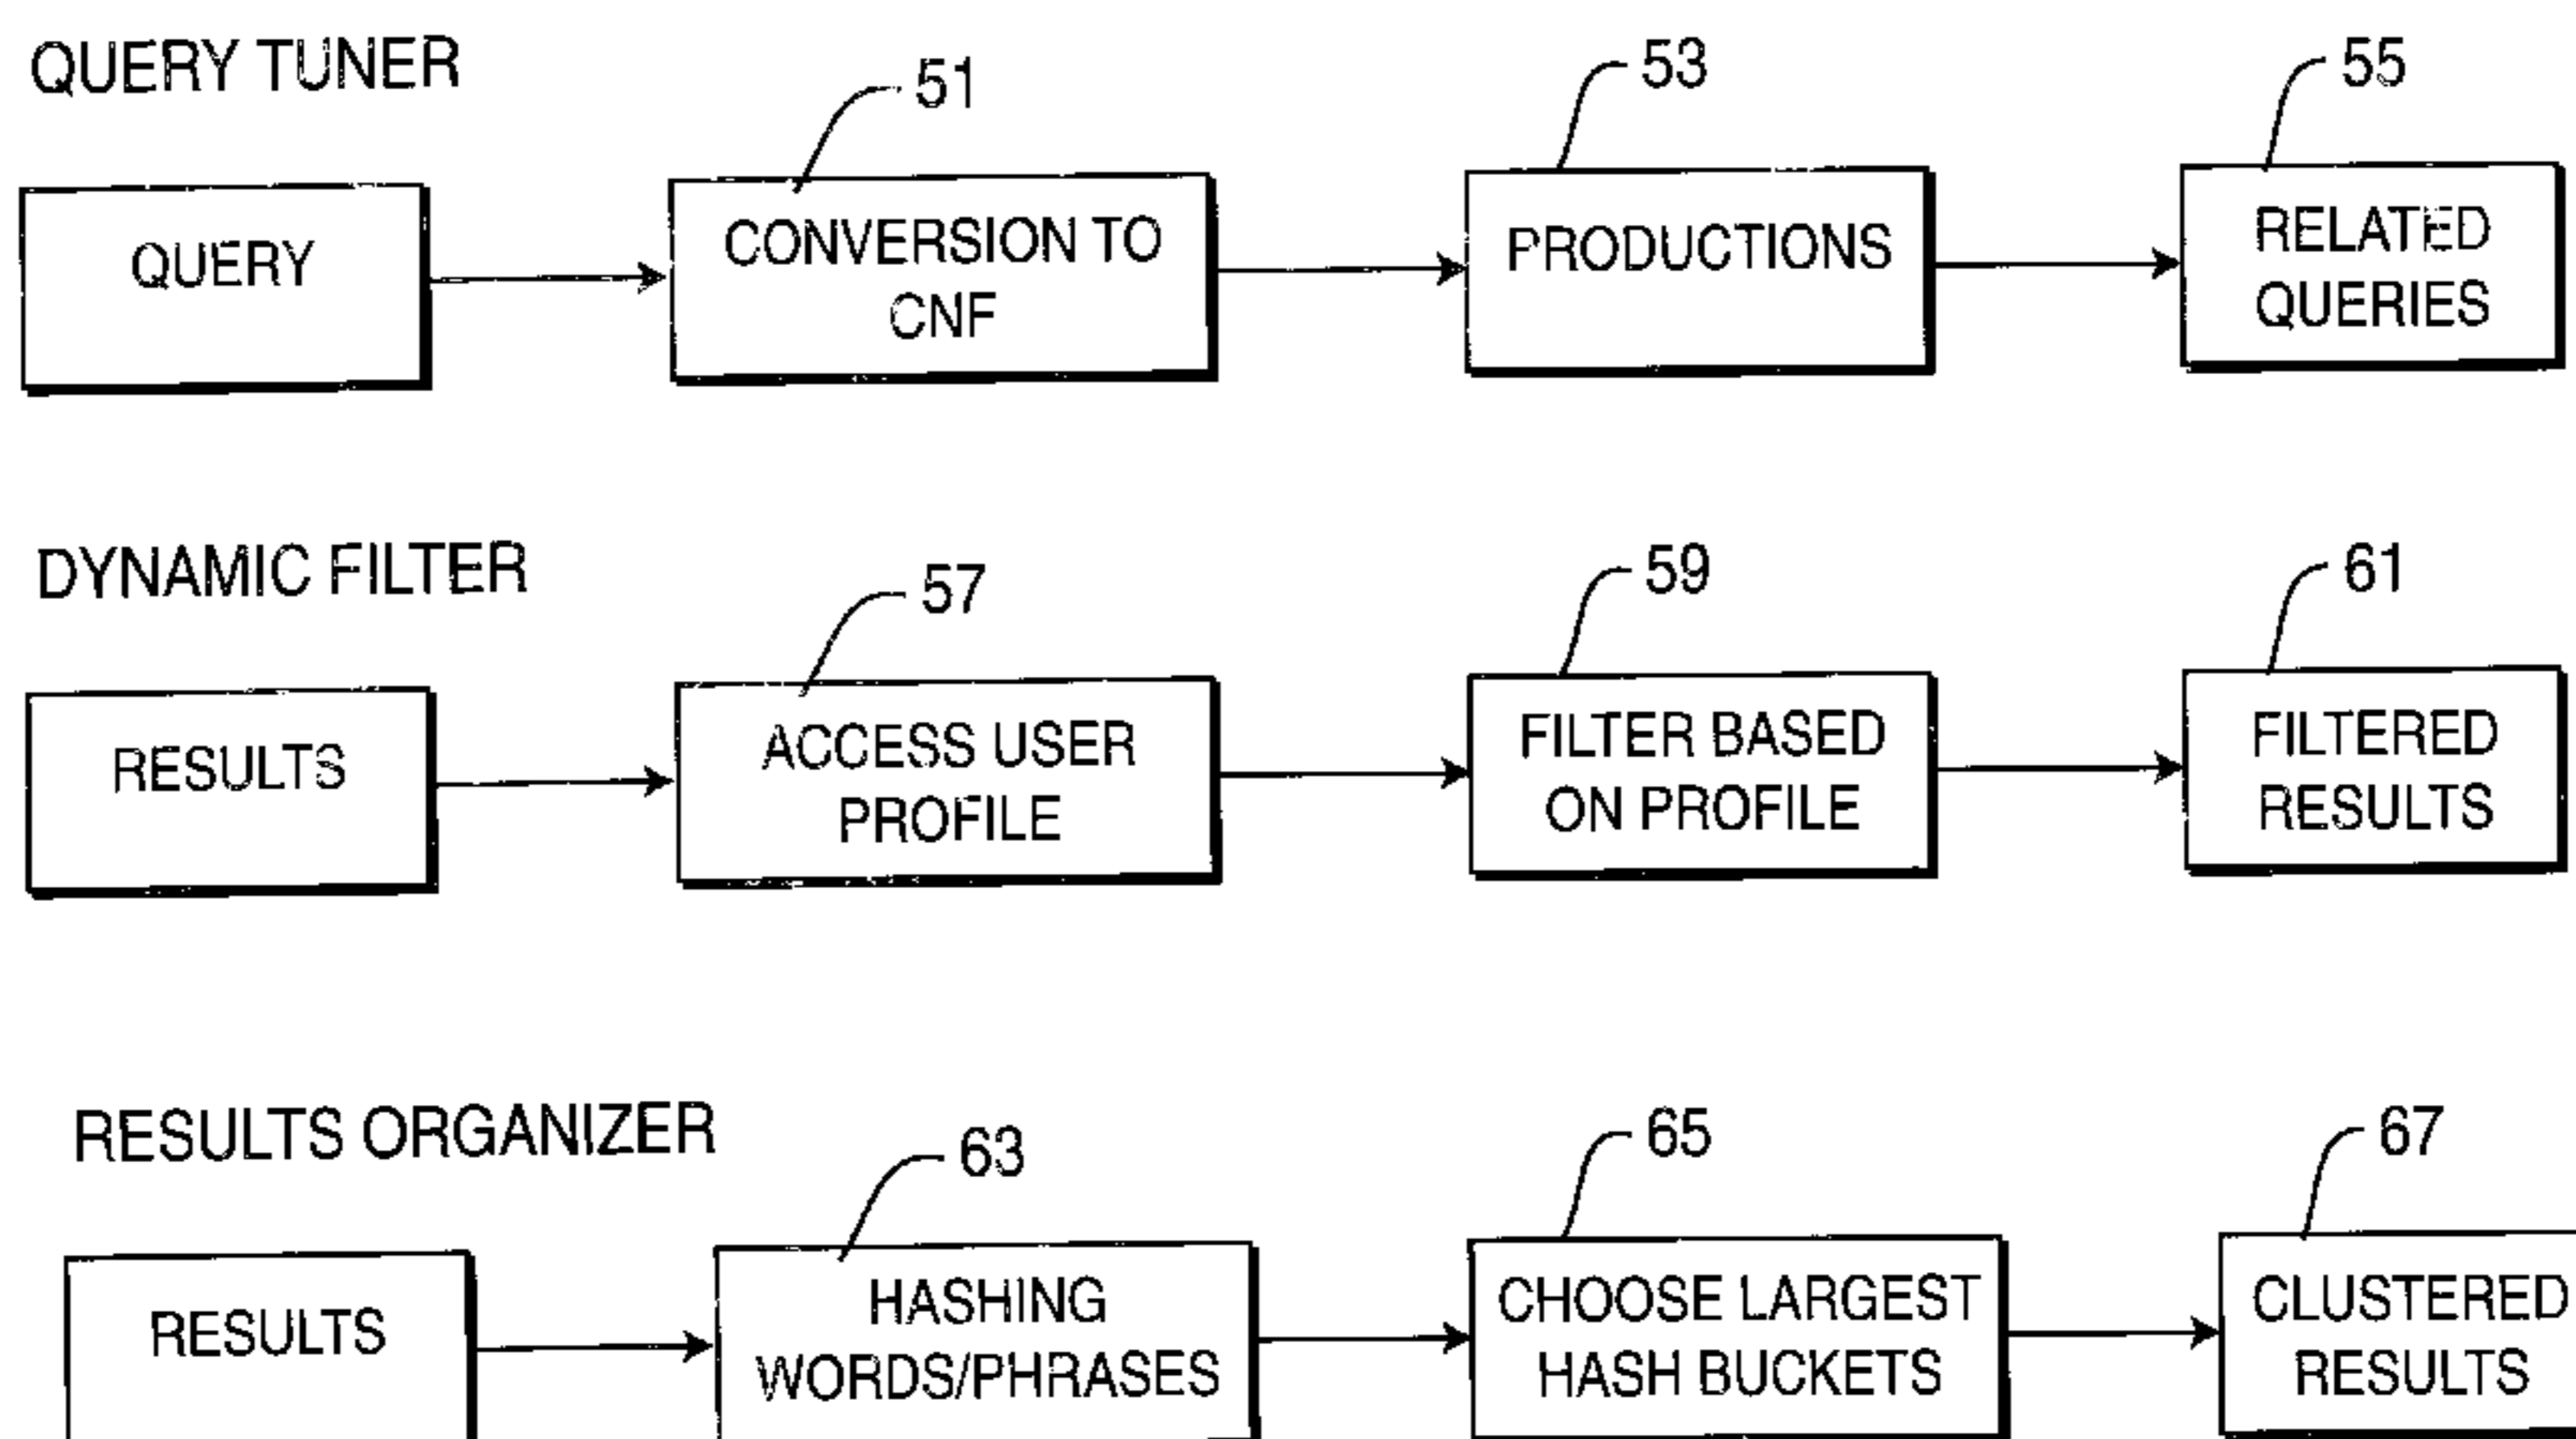 QUERY TUNER
51
53
55
QUERY
CONVERSION TO
CNF
PRODUCTIONS
RELATED
QUERIES
DYNAMIC FILTER
57
59
61
RESULTS
ACCESS USER
PROFILE
FILTER BASED
ON PROFILE
FILTERED
RESULTS
RESULTS ORGANIZER
63
65
67
RESULTS
HASHING
WORDS/PHRASES
CHOOSE LARGEST
HASH BUCKETS
CLUSTERED
RESULTS